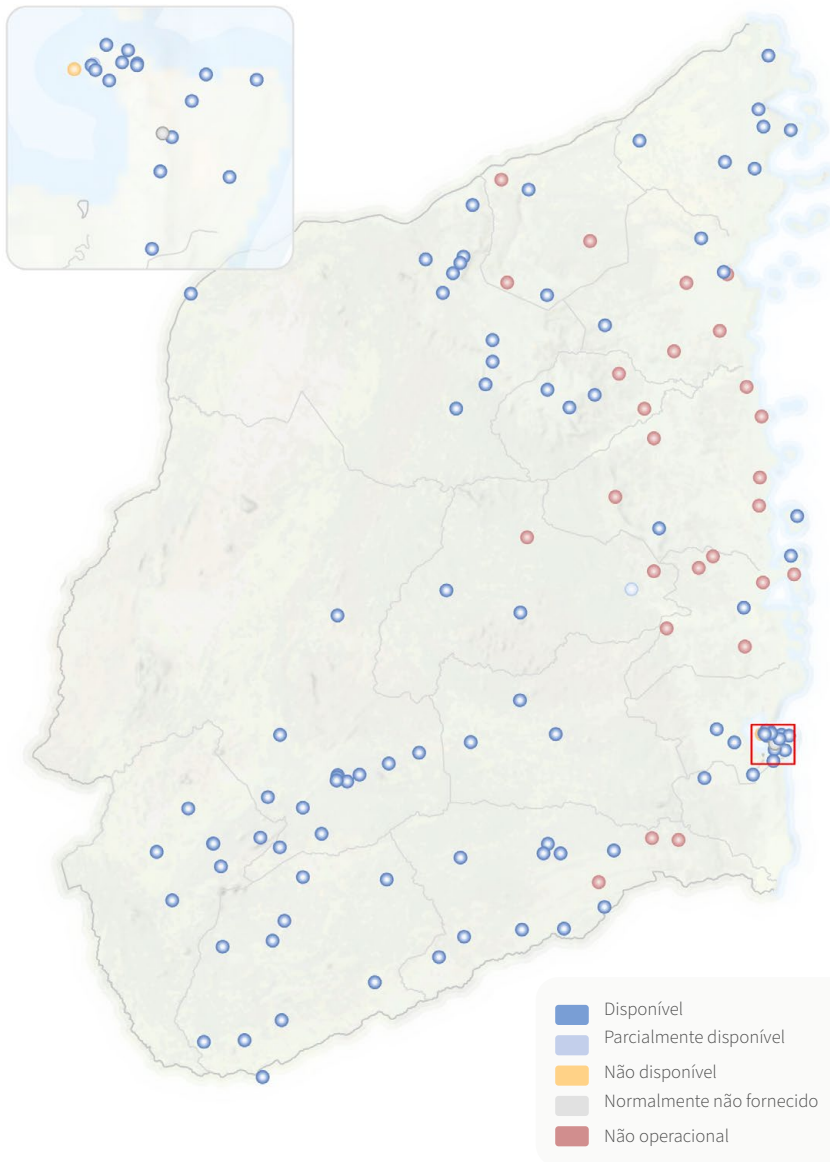 Disponível
Parcialmente disponível
Não disponível
Normalmente não fornecido
Não operacional